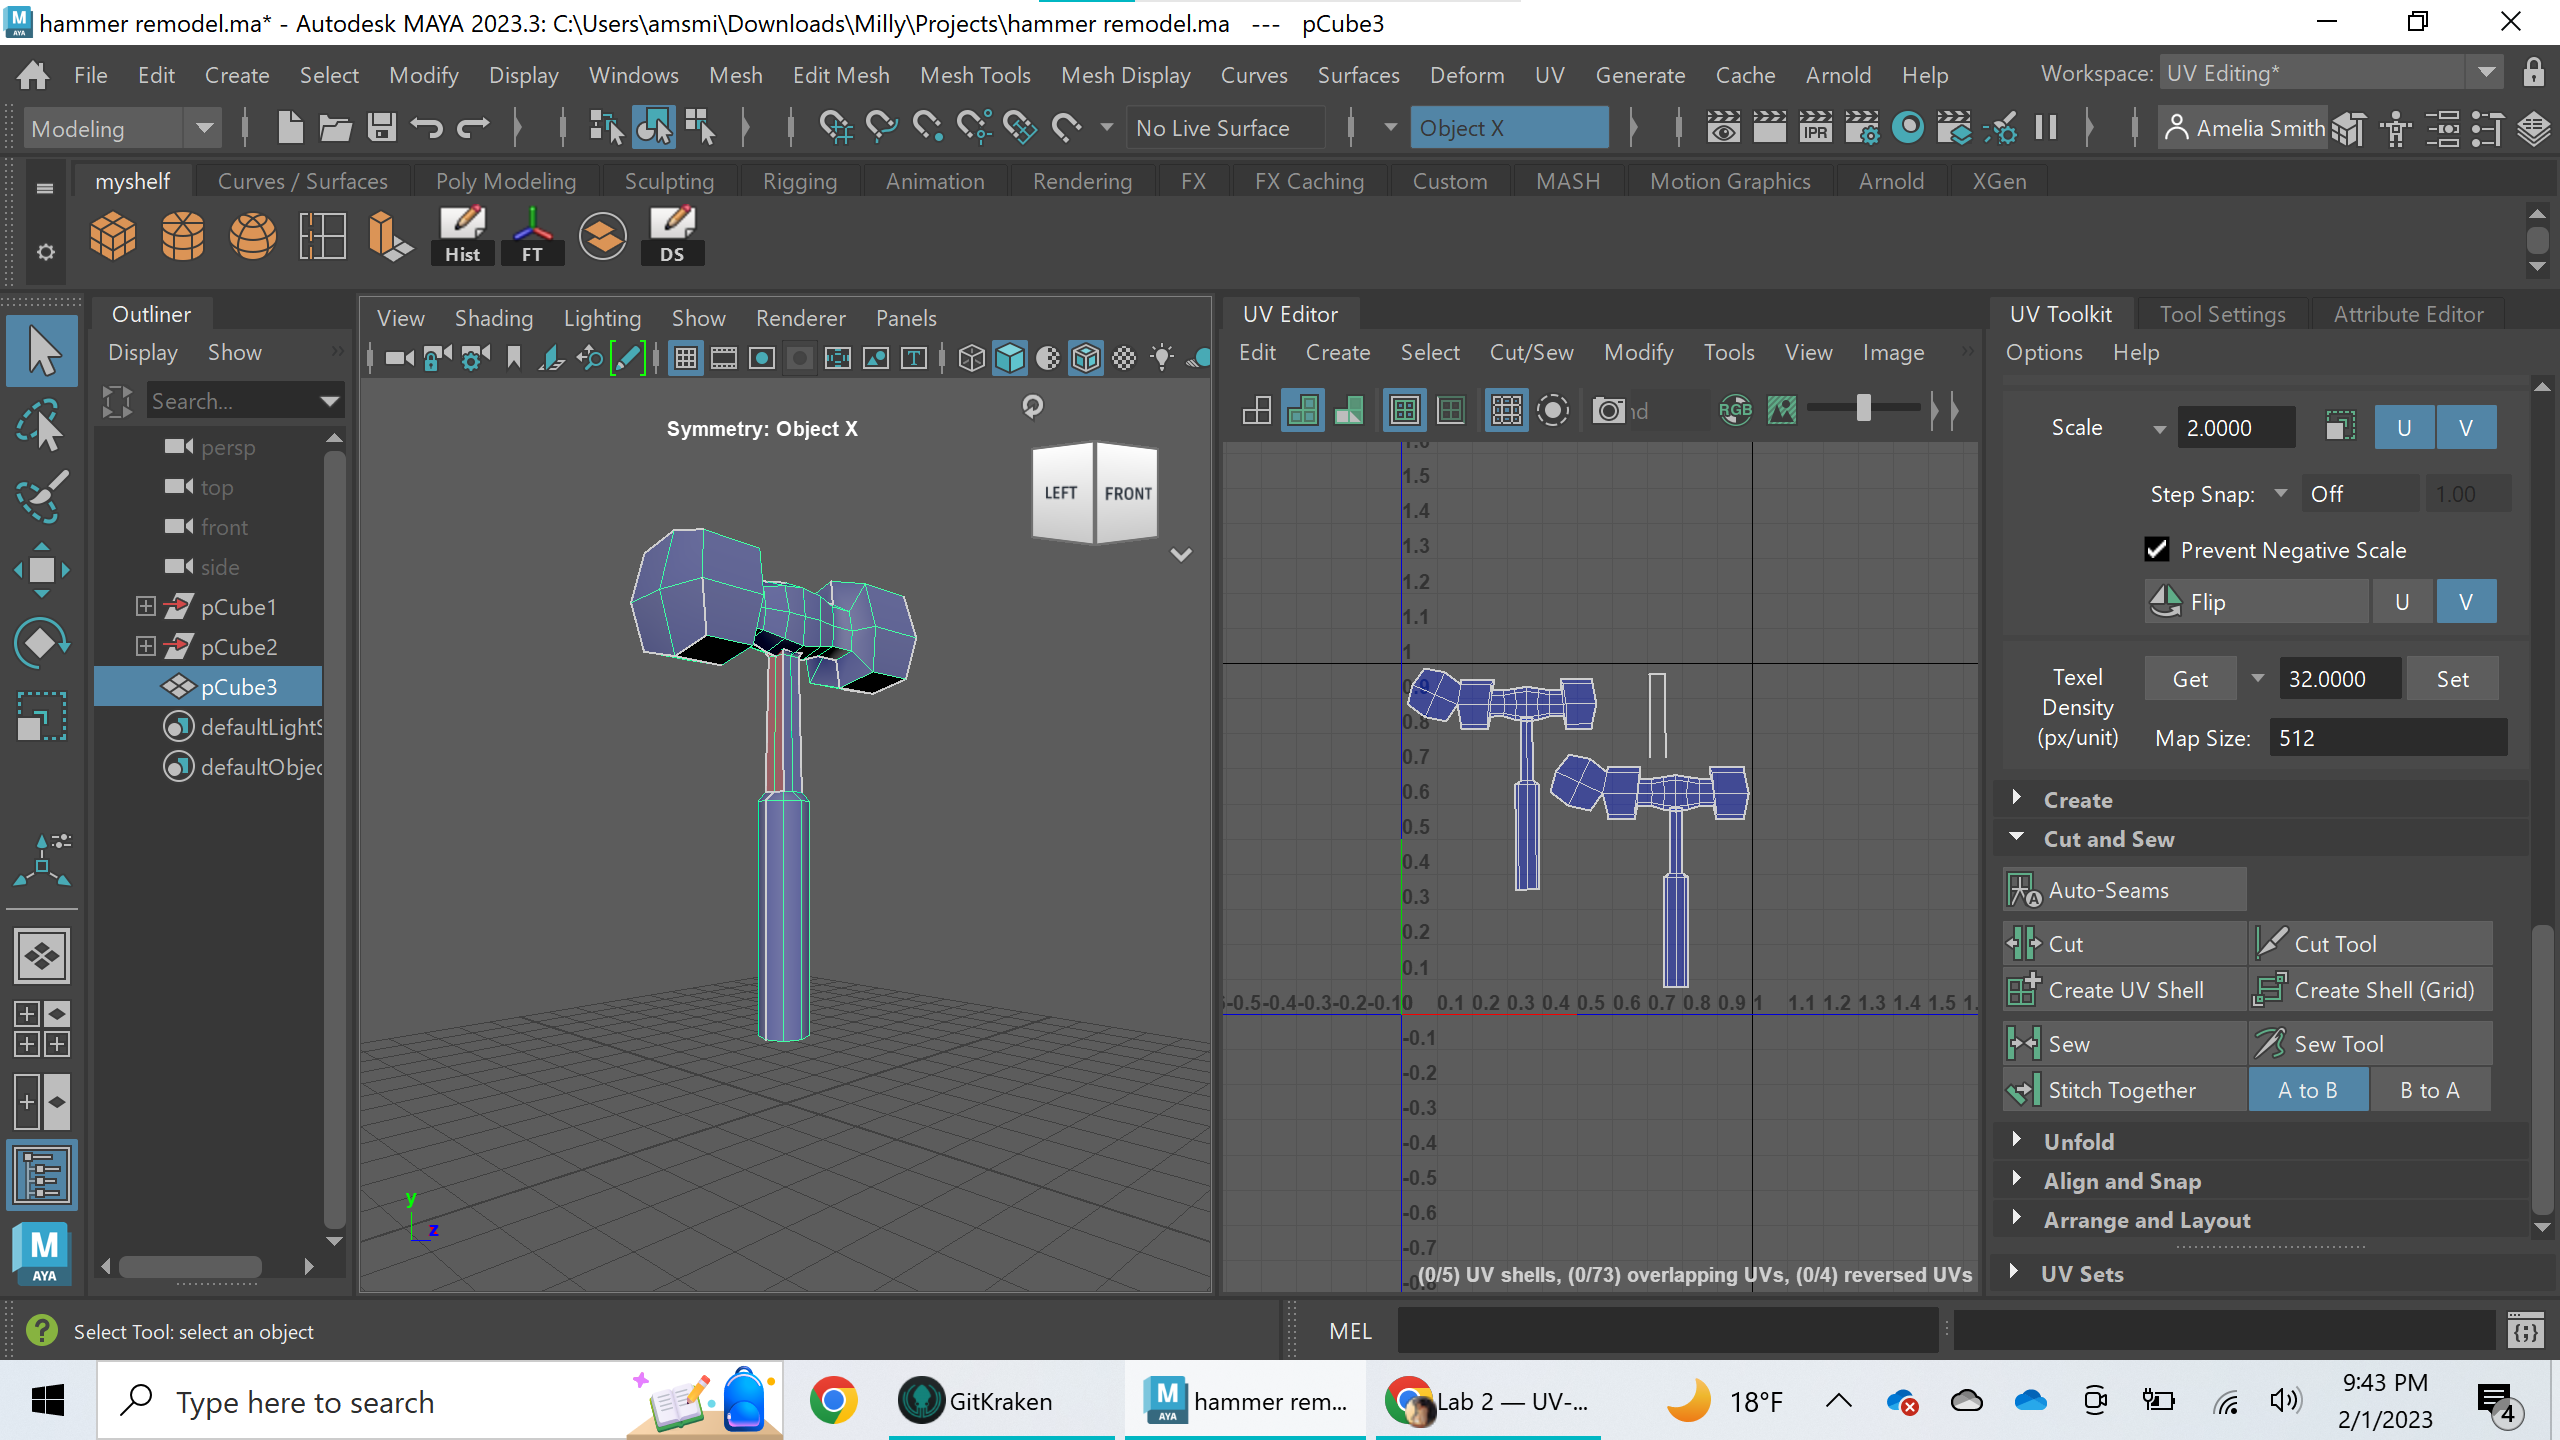 hammer remodel.ma* - Autodesk MAYA 2023.3: C:\Users\amsmi\Downloads\Milly\Projects\hammer remodel.ma --- pCube3
File Edit Create Select Modify Display Windows Mesh Edit Mesh Mesh Tools Mesh Display Curves Surfaces Deform UV Generate Cache Arnold Help Workspace: UV Editing*
Modeling No Live Surface Object X IPR Amelia Smith
myshelf Curves / Surfaces Poly Modeling Sculpting Rigging Animation Rendering FX FX Caching Custom MASH Motion Graphics Arnold XGen
Hist FT DS
Outliner
Display Show
Search...
persp
top
front
side
pCube1
pCube2
pCube3
defaultLightS
defaultObjec
View Shading Lighting Show Renderer Panels
Symmetry: Object X
LEFT FRONT
y
z
UV Editor
Edit Create Select Cut/Sew Modify Tools View Image
RGB
1.5
1.4
1.3
1.2
1.1
1
0.9
0.8
0.7
0.6
0.5
0.4
0.3
0.2
0.1
-0.5 -0.4 -0.3 -0.2 -0.1 0 0.1 0.2 0.3 0.4 0.5 0.6 0.7 0.8 0.9 1 1.1 1.2 1.3 1.4 1.5
-0.1
-0.2
-0.3
-0.4
-0.5
-0.6
-0.7
(0/5) UV shells, (0/73) overlapping UVs, (0/4) reversed UVs
UV Toolkit Tool Settings Attribute Editor
Options Help
Scale 2.0000 U V
Step Snap: Off 1.00
Prevent Negative Scale
Flip U V
Texel Density (px/unit) Get 32.0000 Set
Map Size: 512
Create
Cut and Sew
Auto-Seams
Cut Cut Tool
Create UV Shell Create Shell (Grid)
Sew Sew Tool
Stitch Together A to B B to A
Unfold
Align and Snap
Arrange and Layout
UV Sets
M
AYA
Select Tool: select an object
MEL
Type here to search
GitKraken
hammer rem...
Lab 2 — UV-...
18°F
9:43 PM
2/1/2023
4